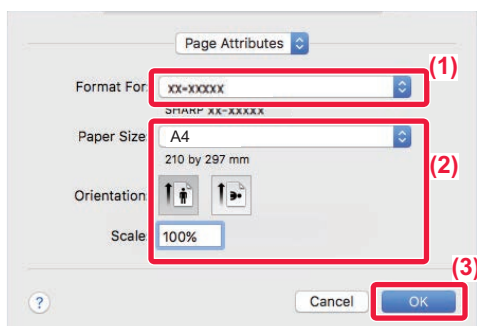 Page Attributes
(1)
Format For: xx-xxxxx
SHARP xx-xxxxx
Paper Size: A4
210 by 297 mm
(2)
Orientation:
Scale: 100%
(3)
? Cancel OK